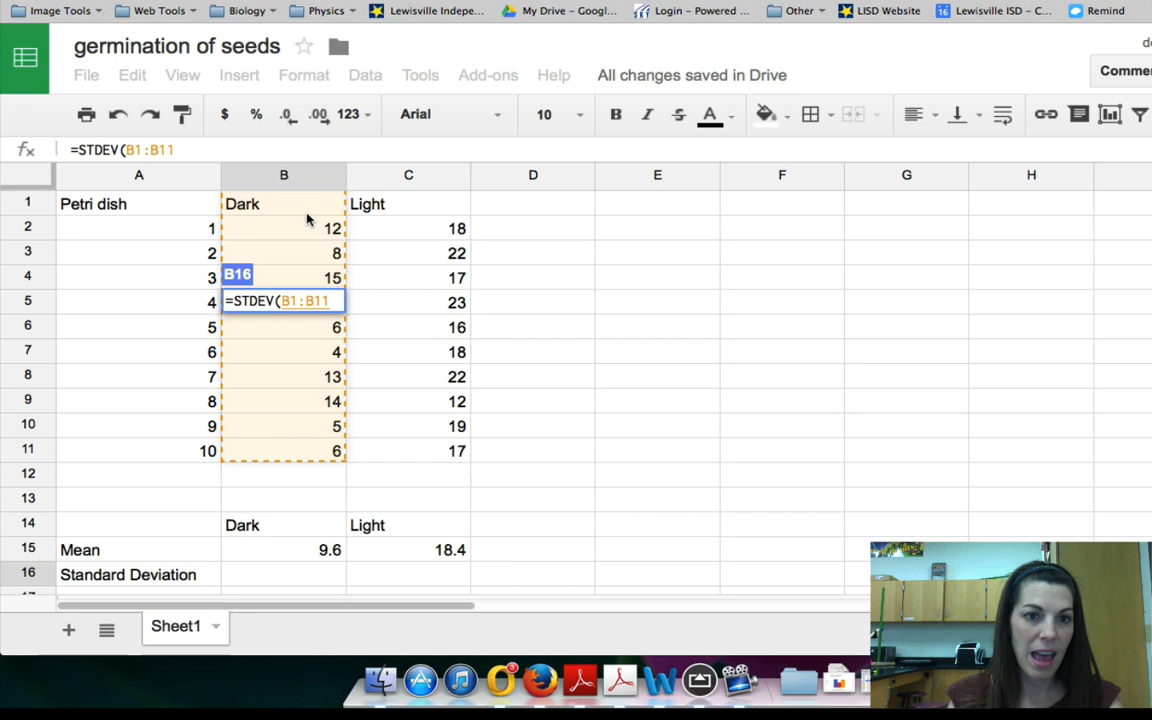 Image Tools Web Tools Biology Physics Lewisville Indepe... My Drive – Googl... Login – Powered ... Other LISD Website Lewisville ISD – C... Remind
germination of seeds
File Edit View Insert Format Data Tools Add-ons Help All changes saved in Drive
Comme
$ % .0 .00 123 Arial 10 B I S A
fx =STDEV(B1:B11
A B C D E F G H
1 Petri dish Dark Light
2 1 12 18
3 2 8 22
4 3 B16 15 17
5 4 =STDEV(B1:B11 23
6 5 6 16
7 6 4 18
8 7 13 22
9 8 14 12
10 9 5 19
11 10 6 17
12
13
14 Dark Light
15 Mean 9.6 18.4
16 Standard Deviation
Sheet1